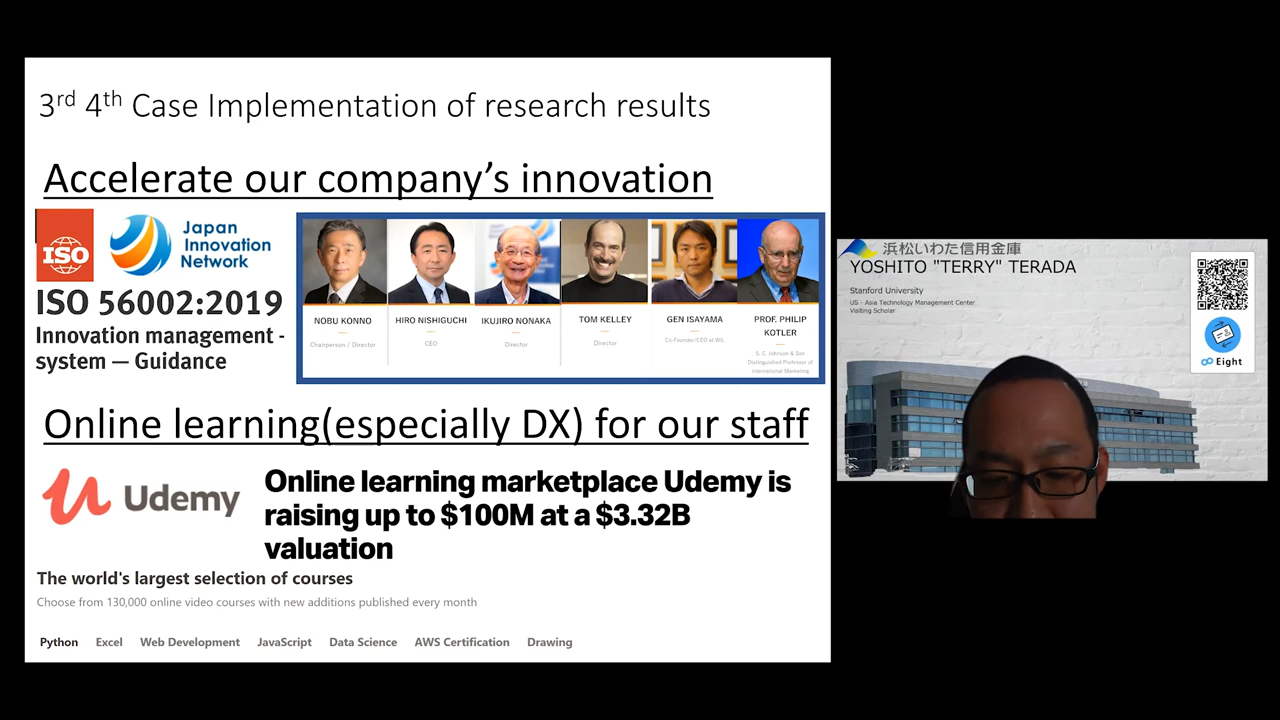 3rd 4th Case Implementation of research results
Accelerate our company's innovation
ISO
Japan
Innovation
Network
ISO 56002:2019
Innovation management -
system — Guidance
NOBU KONNO
Chairperson / Director
HIRO NISHIGUCHI
CEO
IKUJIRO NONAKA
Director
TOM KELLEY
Director
GEN ISAYAMA
Co-Founder/CEO at WiL
PROF. PHILIP
KOTLER
S. C. Johnson & Son
Distinguished Professor of
International Marketing
Online learning(especially DX) for our staff
Udemy
Online learning marketplace Udemy is
raising up to $100M at a $3.32B
valuation
The world's largest selection of courses
Choose from 130,000 online video courses with new additions published every month
Python Excel Web Development JavaScript Data Science AWS Certification Drawing
浜松いわた信用金庫
YOSHITO "TERRY" TERADA
Stanford University
US - Asia Technology Management Center
Visiting Scholar
Eight